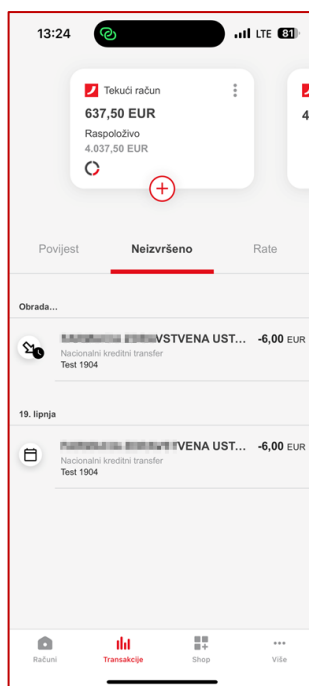 13:24
LTE 81
Tekući račun
637,50 EUR
4
Raspoloživo
4.037,50 EUR
Povijest Neizvršeno Rate
Obrada...
VSTVENA UST... -6,00 EUR
Nacionalni kreditni transfer
Test 1904
19. lipnja
VENA UST... -6,00 EUR
Nacionalni kreditni transfer
Test 1904
Računi Transakcije Shop Više